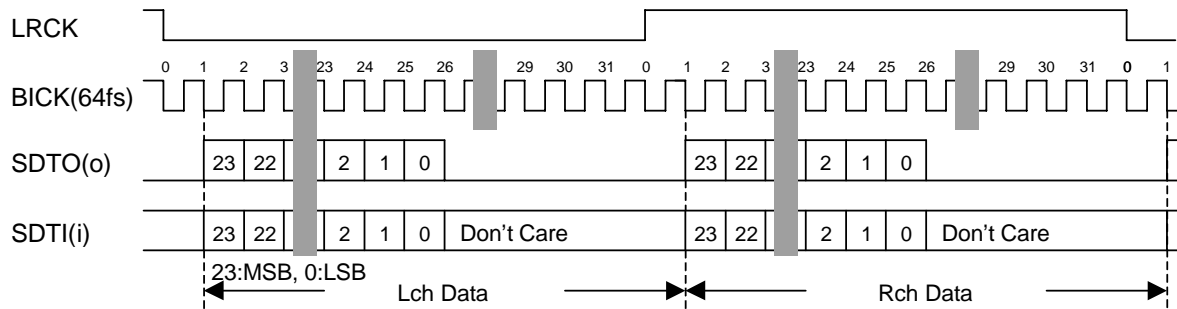 LRCK
0 1 2 3 23 24 25 26 29 30 31 0 1 2 3 23 24 25 26 29 30 31 0 1
BICK(64fs)
SDTO(o) 23 22 2 1 0 23 22 2 1 0
SDTI(i) 23 22 2 1 0 Don't Care 23 22 2 1 0 Don't Care
23:MSB, 0:LSB
Lch Data Rch Data